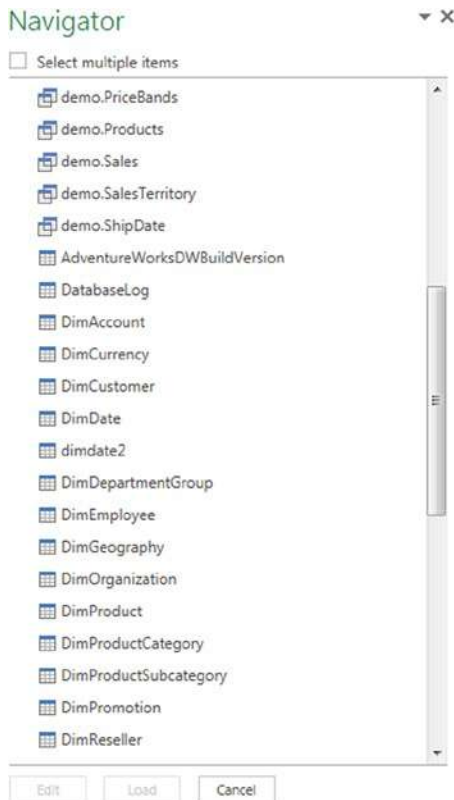 Navigator
Select multiple items
demo.PriceBands
demo.Products
demo.Sales
demo.SalesTerritory
demo.ShipDate
AdventureWorksDWBuildVersion
DatabaseLog
DimAccount
DimCurrency
DimCustomer
DimDate
dimdate2
DimDepartmentGroup
DimEmployee
DimGeography
DimOrganization
DimProduct
DimProductCategory
DimProductSubcategory
DimPromotion
DimReseller
Edit Load Cancel